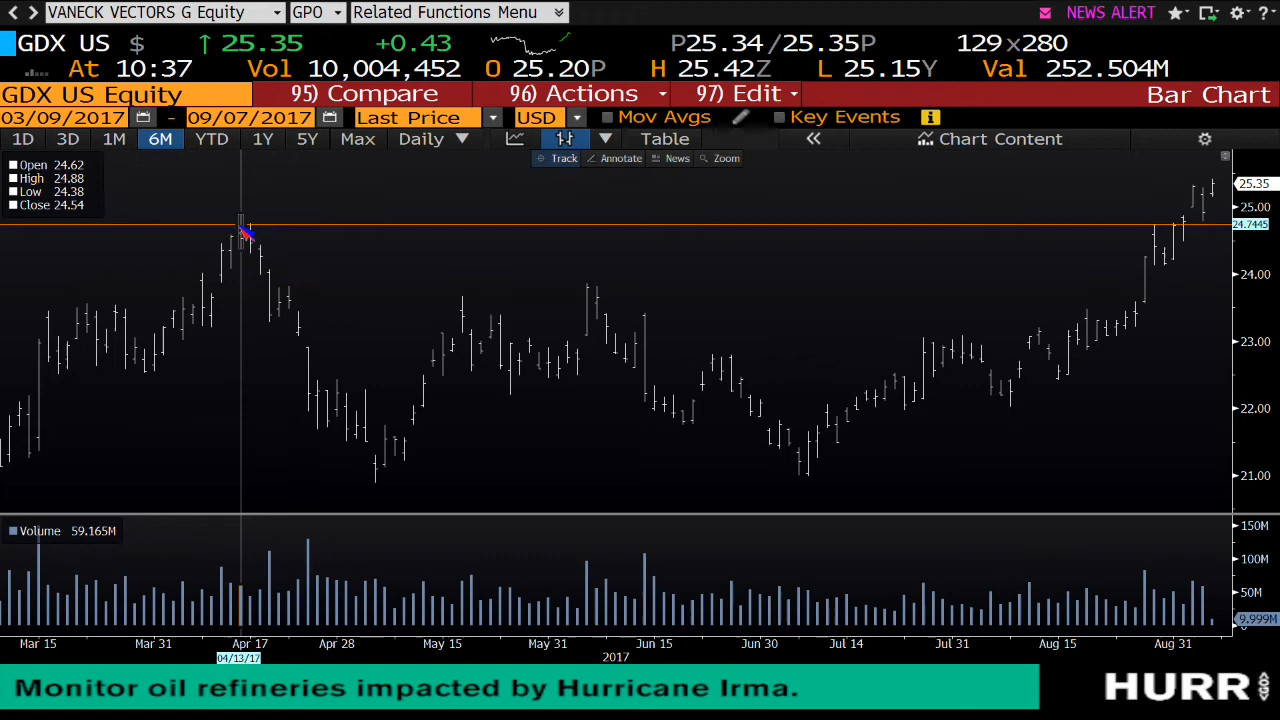 VANECK VECTORS G Equity GPO Related Functions Menu NEWS ALERT ?
GDX US $ ↑ 25.35 +0.43 P25.34/25.35P 129x280
At 10:37 Vol 10,004,452 O 25.20P H 25.42Z L 25.15Y Val 252.504M
GDX US Equity 95) Compare 96) Actions 97) Edit Bar Chart
03/09/2017 - 09/07/2017 Last Price USD Mov Avgs Key Events i
1D 3D 1M 6M YTD 1Y 5Y Max Daily ▼ Table « Chart Content
Track Annotate News Zoom
Open 24.62
High 24.88
Low 24.38
Close 24.54
25.35
25.00
24.7445
24.00
23.00
22.00
21.00
Volume 59.165M
150M
100M
50M
9.999M
Mar 15 Mar 31 Apr 17 Apr 28 May 15 May 31 Jun 15 Jun 30 Jul 14 Jul 31 Aug 15 Aug 31
04/13/17 2017
Monitor oil refineries impacted by Hurricane Irma. HURR <GO>